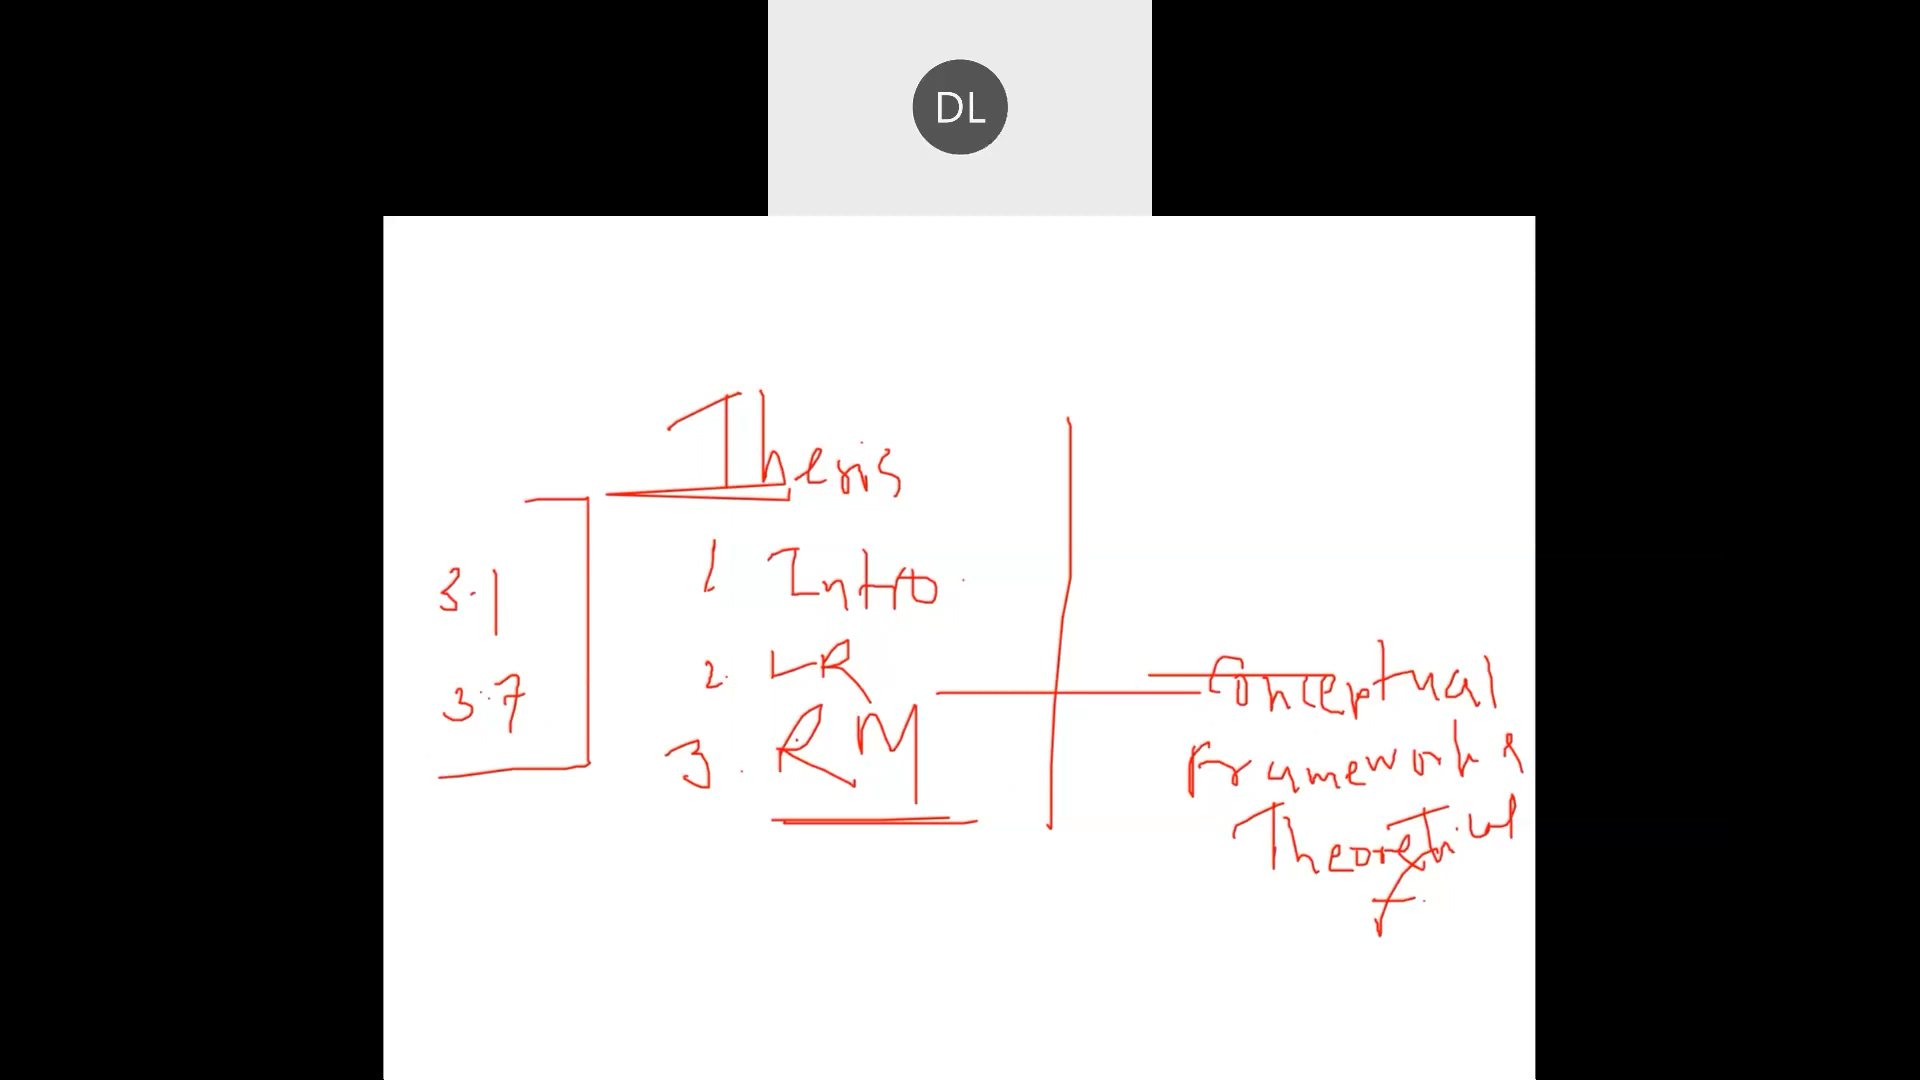 DL
Thesis
1 Intro.
2. LR
3. RM
3.1
3.7
Conceptual
Framework &
Theoretical
f.